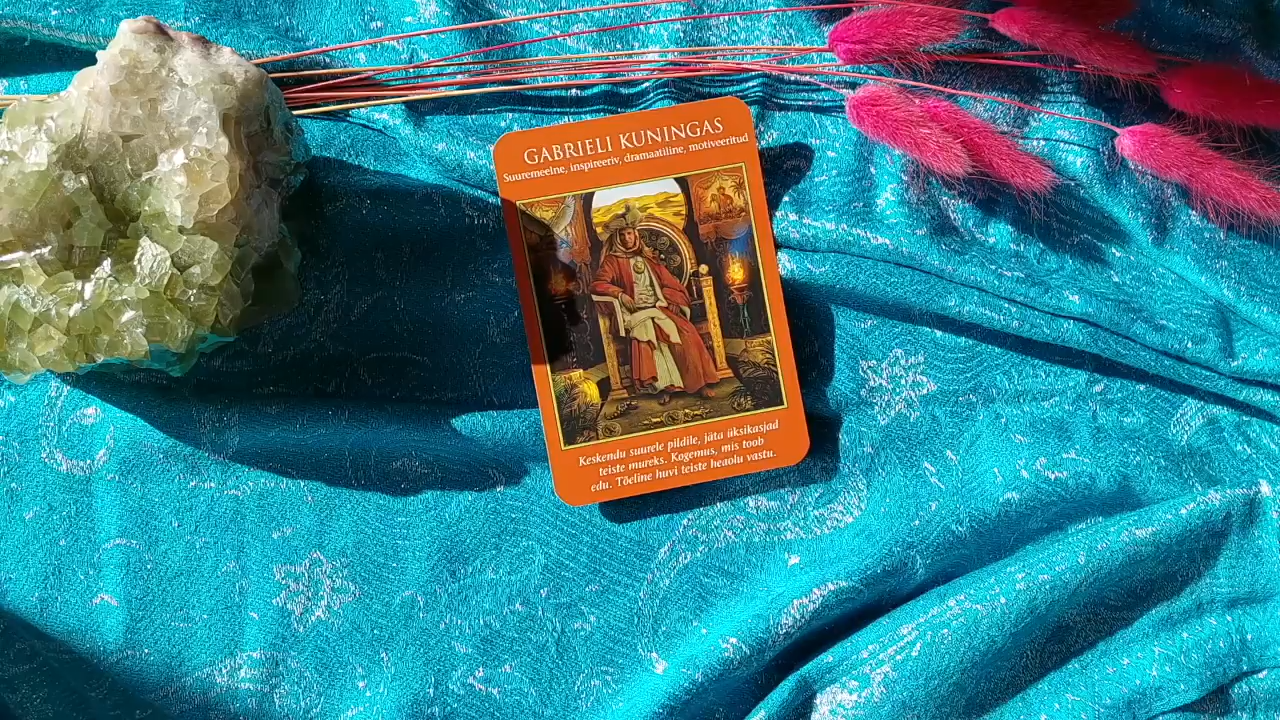 GABRIELI KUNINGAS
Suuremeelne, inspireeriv, dramaatiline, motiveeritud
Keskendu suurele pildile, jäta üksikasjad
teiste mureks. Kogemus, mis toob
edu. Tõeline huvi teiste heaolu vastu.